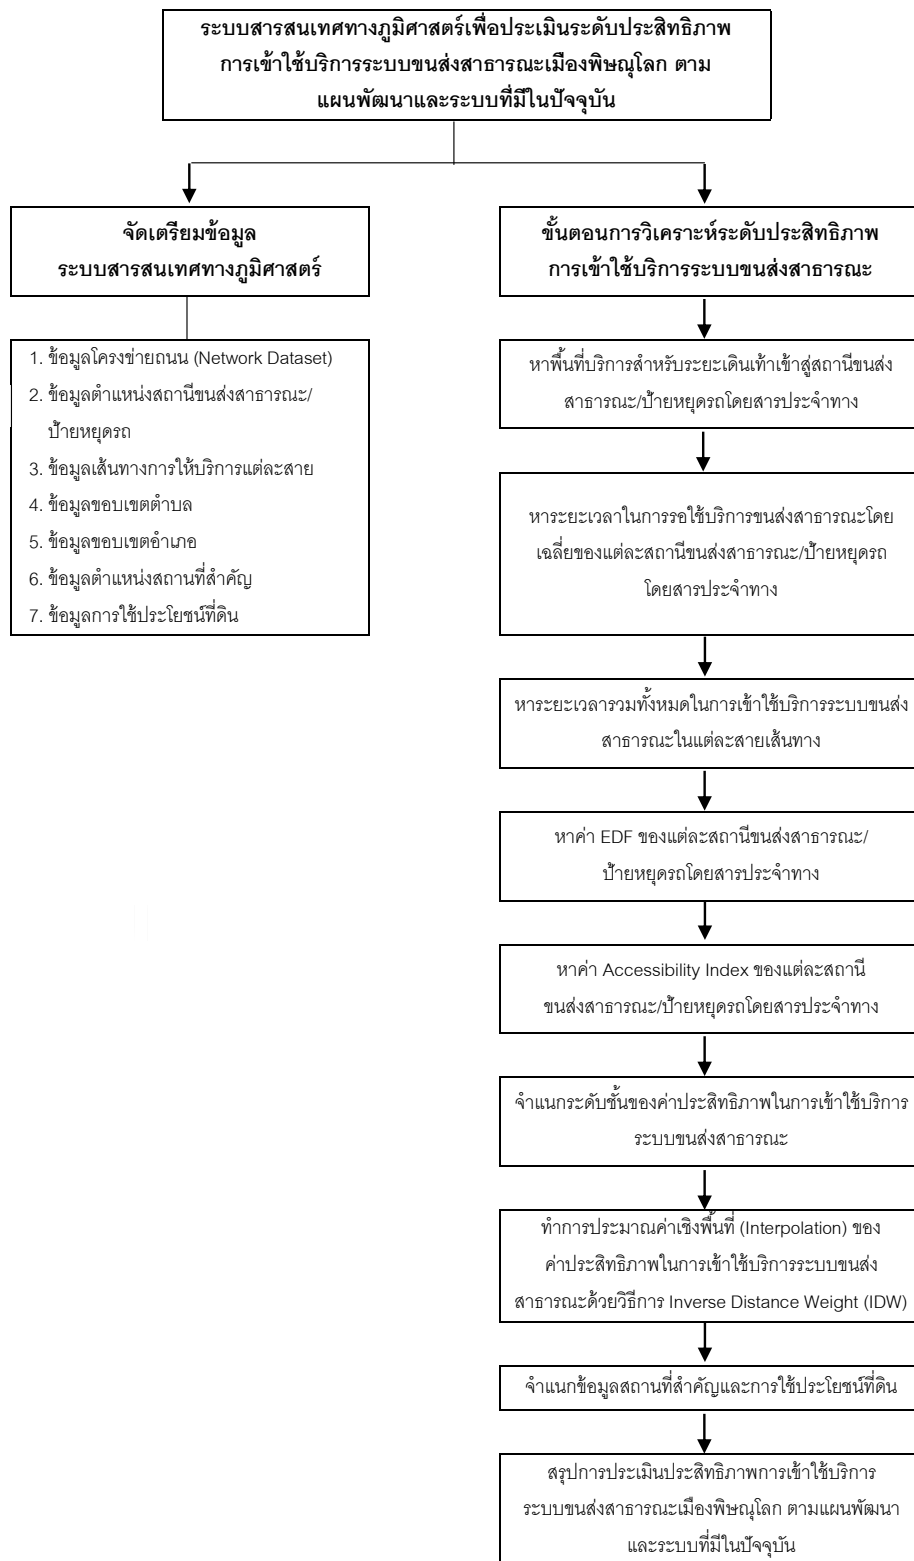 ระบบสารสนเทศทางภูมิศาสตร์เพื่อประเมินระดับประสิทธิภาพ
การเข้าใช้บริการระบบขนส่งสาธารณะเมืองพิษณุโลก ตาม
แผนพัฒนาและระบบที่มีในปัจจุบัน
จัดเตรียมข้อมูล
ระบบสารสนเทศทางภูมิศาสตร์
1. ข้อมูลโครงข่ายถนน (Network Dataset)
2. ข้อมูลตำแหน่งสถานีขนส่งสาธารณะ/
ป้ายหยุดรถ
3. ข้อมูลเส้นทางการให้บริการแต่ละสาย
4. ข้อมูลขอบเขตตำบล
5. ข้อมูลขอบเขตอำเภอ
6. ข้อมูลตำแหน่งสถานที่สำคัญ
7. ข้อมูลการใช้ประโยชน์ที่ดิน
ขั้นตอนการวิเคราะห์ระดับประสิทธิภาพ
การเข้าใช้บริการระบบขนส่งสาธารณะ
หาพื้นที่บริการสำหรับระยะเดินเท้าเข้าสู่สถานีขนส่ง
สาธารณะ/ป้ายหยุดรถโดยสารประจำทาง
หาระยะเวลาในการรอใช้บริการขนส่งสาธารณะโดย
เฉลี่ยของแต่ละสถานีขนส่งสาธารณะ/ป้ายหยุดรถ
โดยสารประจำทาง
หาระยะเวลารวมทั้งหมดในการเข้าใช้บริการระบบขนส่ง
สาธารณะในแต่ละสายเส้นทาง
หาค่า EDF ของแต่ละสถานีขนส่งสาธารณะ/
ป้ายหยุดรถโดยสารประจำทาง
หาค่า Accessibility Index ของแต่ละสถานี
ขนส่งสาธารณะ/ป้ายหยุดรถโดยสารประจำทาง
จำแนกระดับชั้นของค่าประสิทธิภาพในการเข้าใช้บริการ
ระบบขนส่งสาธารณะ
ทำการประมาณค่าเชิงพื้นที่ (Interpolation) ของ
ค่าประสิทธิภาพในการเข้าใช้บริการระบบขนส่ง
สาธารณะด้วยวิธีการ Inverse Distance Weight (IDW)
จำแนกข้อมูลสถานที่สำคัญและการใช้ประโยชน์ที่ดิน
สรุปการประเมินประสิทธิภาพการเข้าใช้บริการ
ระบบขนส่งสาธารณะเมืองพิษณุโลก ตามแผนพัฒนา
และระบบที่มีในปัจจุบัน